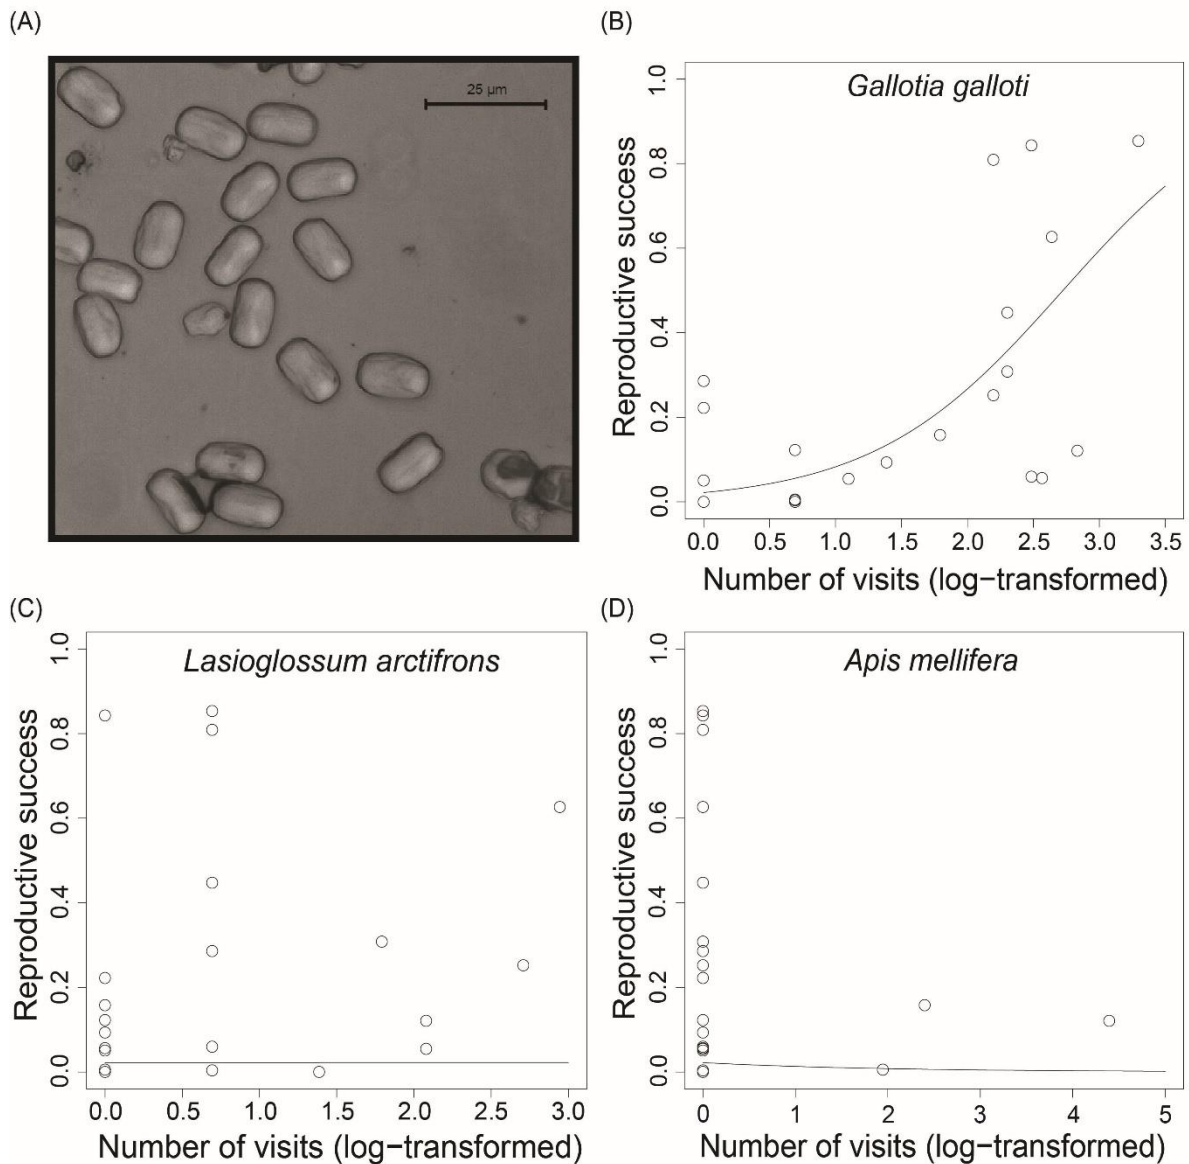 (A)
25 µm
(B)
Gallotia galloti
Reproductive success
1.0
0.8
0.6
0.4
0.2
0.0
0.0 0.5 1.0 1.5 2.0 2.5 3.0 3.5
Number of visits (log−transformed)
(C)
Lasioglossum arctifrons
Reproductive success
1.0
0.8
0.6
0.4
0.2
0.0
0.0 0.5 1.0 1.5 2.0 2.5 3.0
Number of visits (log−transformed)
(D)
Apis mellifera
Reproductive success
1.0
0.8
0.6
0.4
0.2
0.0
0 1 2 3 4 5
Number of visits (log−transformed)